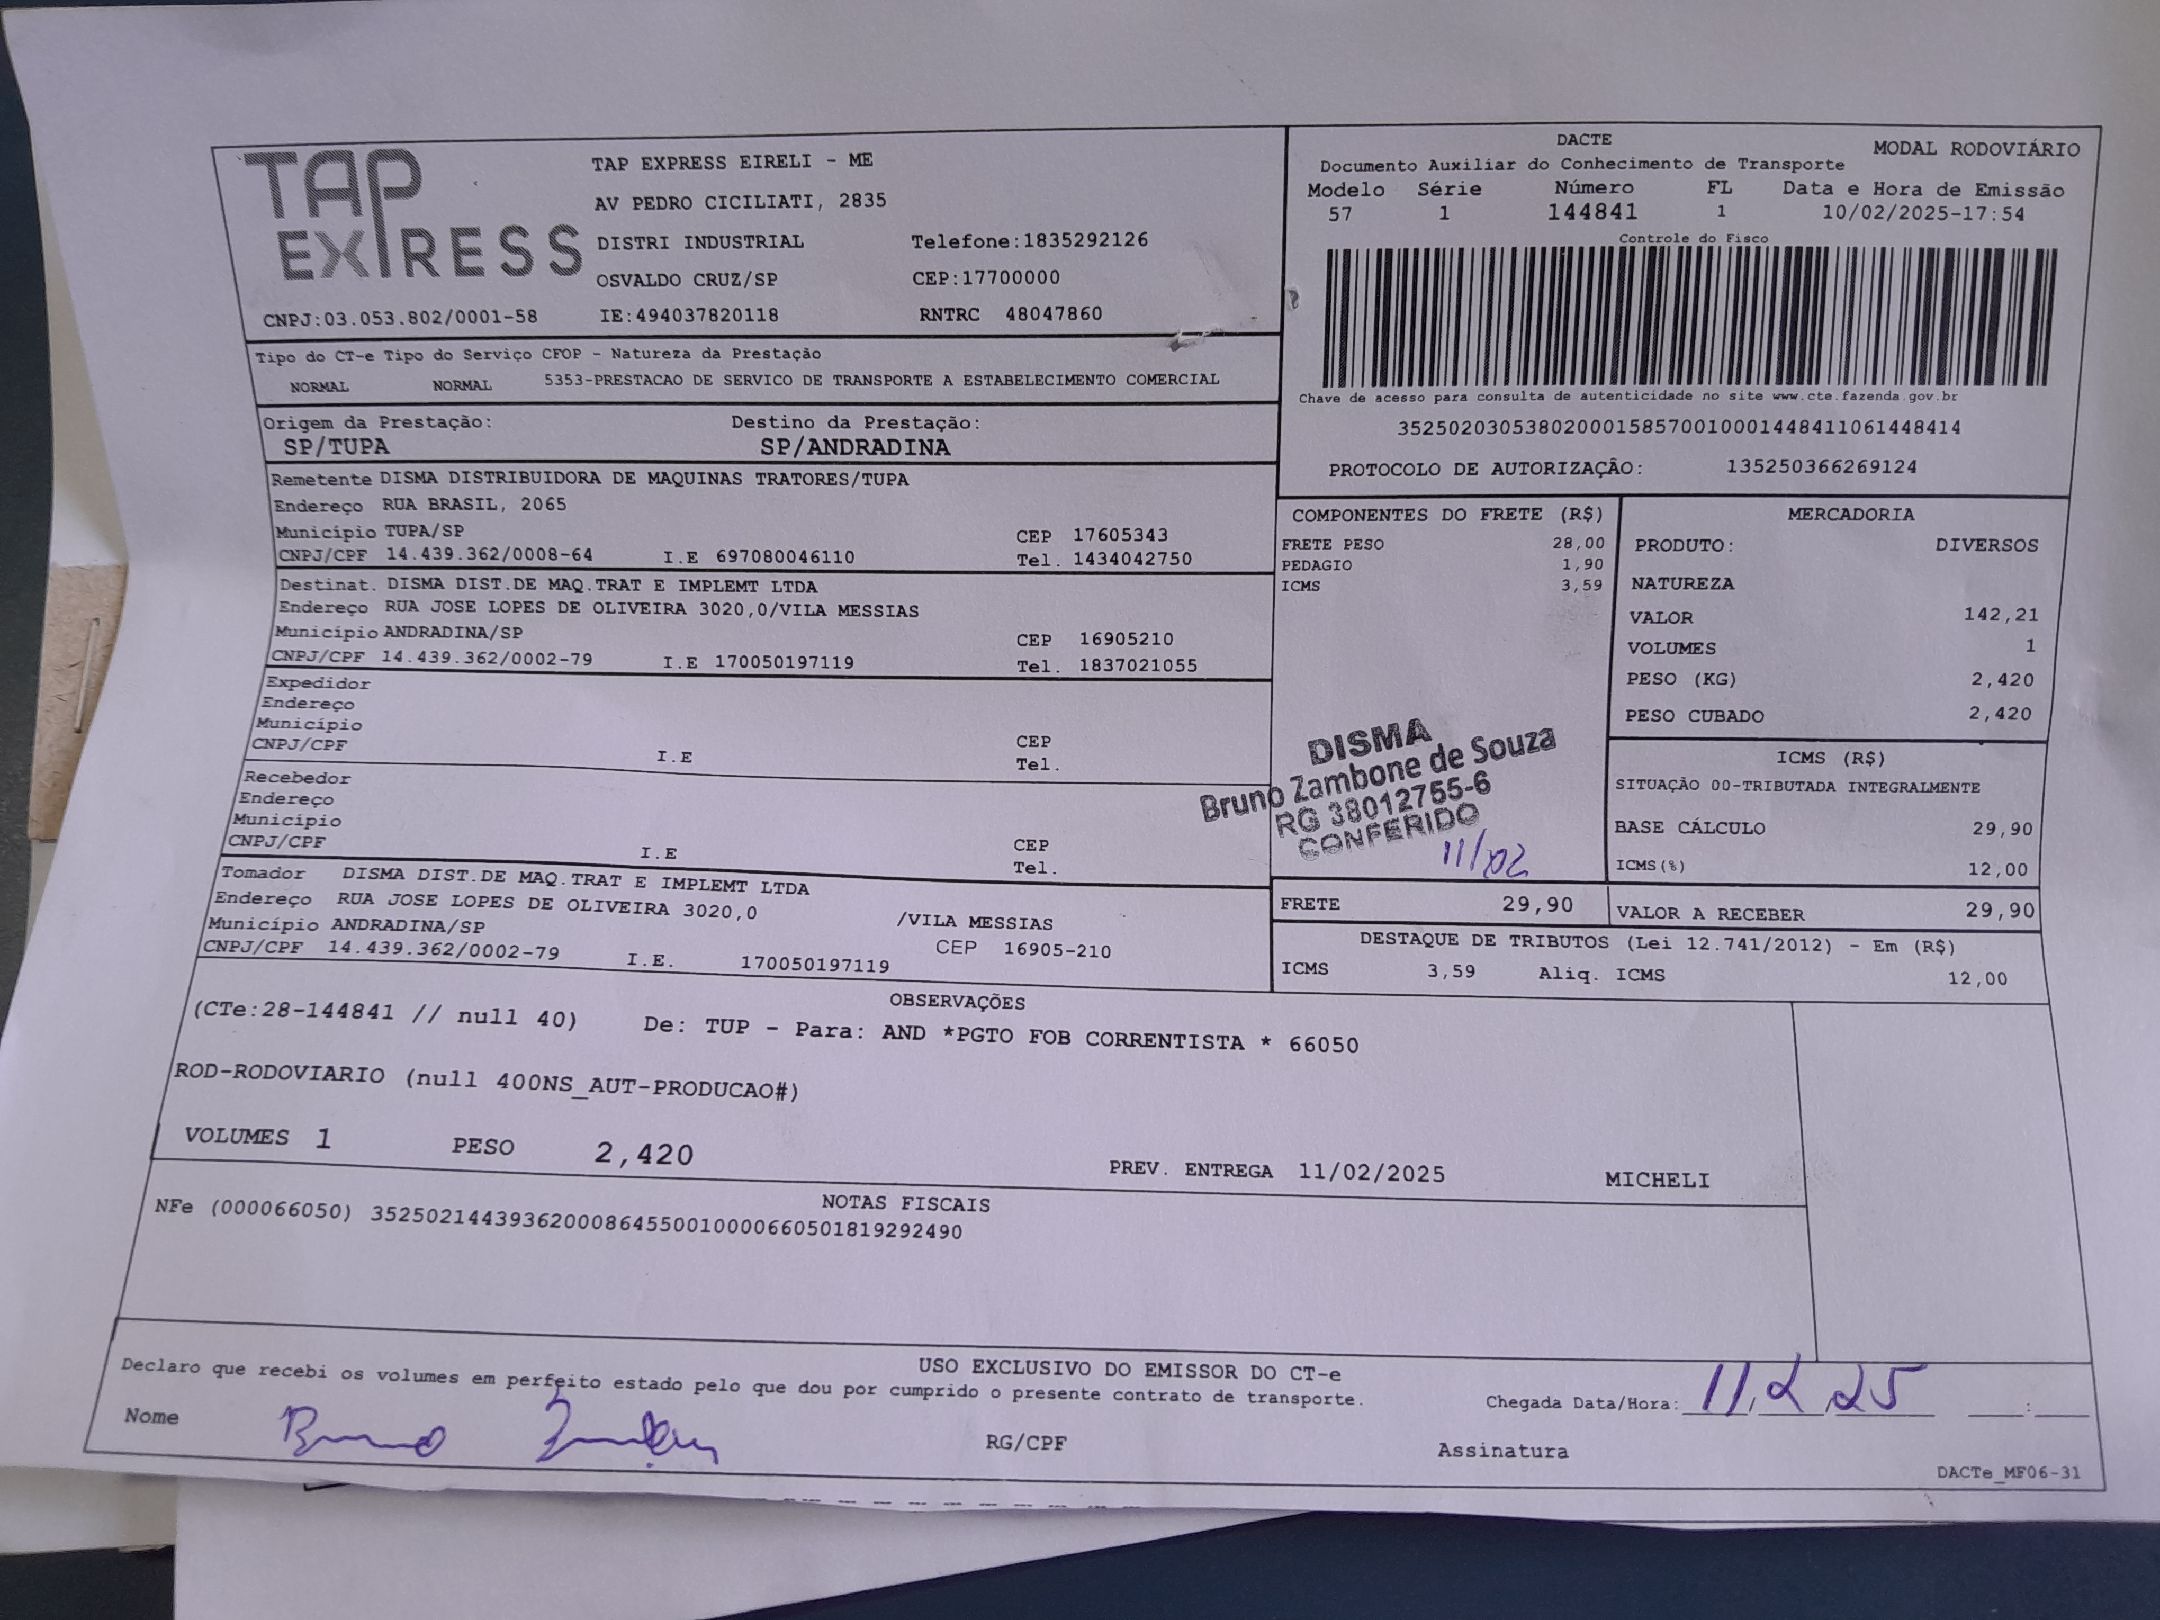 TAP EXPRESS
TAP EXPRESS EIRELI - ME
AV PEDRO CICILIATI, 2835
DISTRI INDUSTRIAL Telefone:1835292126
OSVALDO CRUZ/SP CEP:17700000
CNPJ:03.053.802/0001-58 IE:494037820118 RNTRC 48047860
DACTE
Documento Auxiliar do Conhecimento de Transporte MODAL RODOVIÁRIO
Modelo Série Número FL Data e Hora de Emissão
57 1 144841 1 10/02/2025-17:54
Controle do Fisco
Chave de acesso para consulta de autenticidade no site www.cte.fazenda.gov.br
35250203053802000158570010001448411061448414
PROTOCOLO DE AUTORIZAÇÃO: 135250366269124
Tipo do CT-e Tipo do Serviço CFOP - Natureza da Prestação
NORMAL NORMAL 5353-PRESTACAO DE SERVICO DE TRANSPORTE A ESTABELECIMENTO COMERCIAL
Origem da Prestação: Destino da Prestação:
SP/TUPA SP/ANDRADINA
Remetente DISMA DISTRIBUIDORA DE MAQUINAS TRATORES/TUPA
Endereço RUA BRASIL, 2065
Município TUPA/SP CEP 17605343
CNPJ/CPF 14.439.362/0008-64 I.E 697080046110 Tel. 1434042750
Destinat. DISMA DIST.DE MAQ.TRAT E IMPLEMT LTDA
Endereço RUA JOSE LOPES DE OLIVEIRA 3020,0/VILA MESSIAS
Município ANDRADINA/SP CEP 16905210
CNPJ/CPF 14.439.362/0002-79 I.E 170050197119 Tel. 1837021055
Expedidor
Endereço
Município CEP
CNPJ/CPF I.E Tel.
Recebedor
Endereço
Município CEP
CNPJ/CPF I.E Tel.
Tomador DISMA DIST.DE MAQ.TRAT E IMPLEMT LTDA
Endereço RUA JOSE LOPES DE OLIVEIRA 3020,0 /VILA MESSIAS
Município ANDRADINA/SP CEP 16905-210
CNPJ/CPF 14.439.362/0002-79 I.E. 170050197119
COMPONENTES DO FRETE (R$)
FRETE PESO 28,00
PEDAGIO 1,90
ICMS 3,59
DISMA
Bruno Zambone de Souza
RG 38012755-6
CONFERIDO
11/02
MERCADORIA
PRODUTO: DIVERSOS
NATUREZA
VALOR 142,21
VOLUMES 1
PESO (KG) 2,420
PESO CUBADO 2,420
ICMS (R$)
SITUAÇÃO 00-TRIBUTADA INTEGRALMENTE
BASE CÁLCULO 29,90
ICMS(%) 12,00
FRETE 29,90 VALOR A RECEBER 29,90
DESTAQUE DE TRIBUTOS (Lei 12.741/2012) - Em (R$)
ICMS 3,59 Aliq. ICMS 12,00
OBSERVAÇÕES
(CTe:28-144841 // null 40) De: TUP - Para: AND *PGTO FOB CORRENTISTA * 66050
ROD-RODOVIARIO (null 400NS_AUT-PRODUCAO#)
VOLUMES 1 PESO 2,420 PREV. ENTREGA 11/02/2025 MICHELI
NOTAS FISCAIS
NFe (000066050) 35250214439362000864550010000660501819292490
USO EXCLUSIVO DO EMISSOR DO CT-e
Declaro que recebi os volumes em perfeito estado pelo que dou por cumprido o presente contrato de transporte.
Chegada Data/Hora: 11/2/25 :
Nome Bruno RG/CPF Assinatura
DACTe_MF06-31